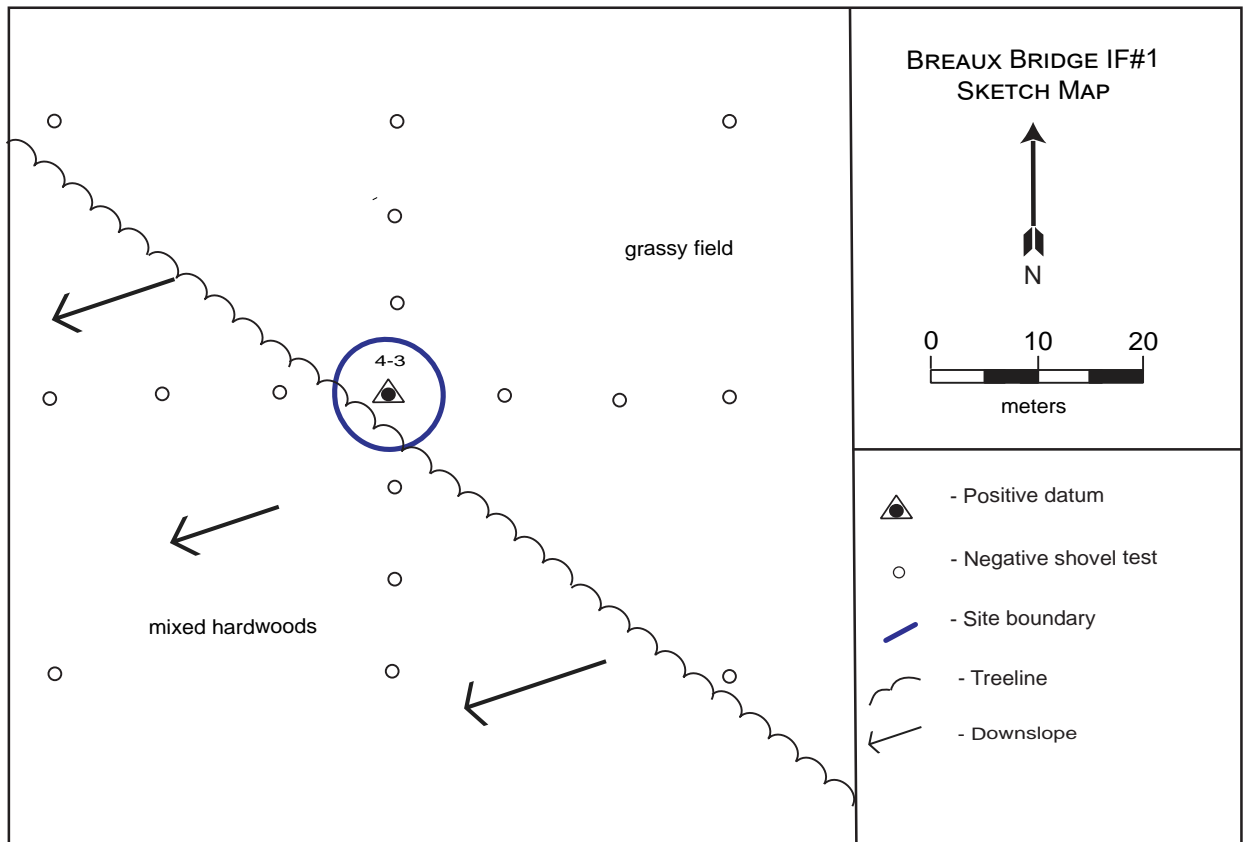 BREAUX BRIDGE IF#1
SKETCH MAP
N
0 10 20
meters
grassy field
4-3
mixed hardwoods
- Positive datum
- Negative shovel test
- Site boundary
- Treeline
- Downslope